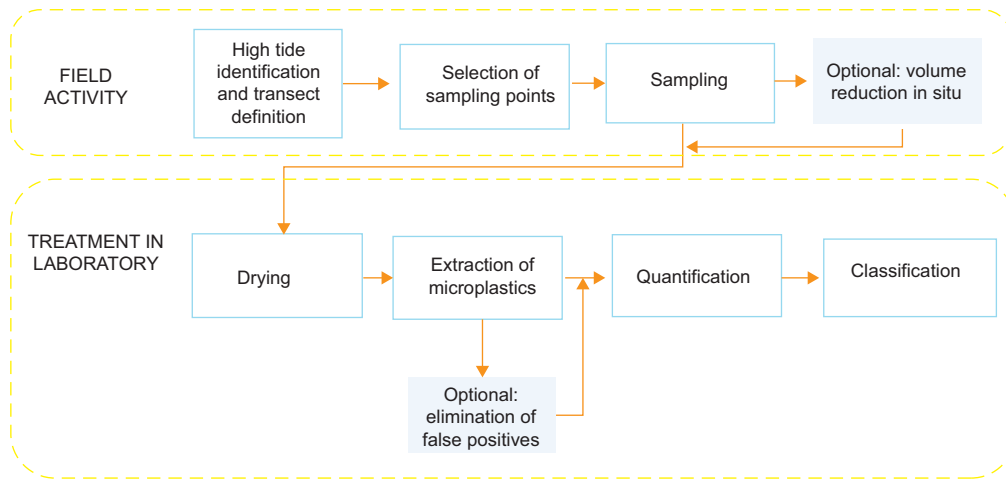 FIELD
ACTIVITY
High tide
identification
and transect
definition
Selection of
sampling points
Sampling
Optional: volume
reduction in situ
TREATMENT IN
LABORATORY
Drying
Extraction of
microplastics
Quantification
Classification
Optional:
elimination of
false positives